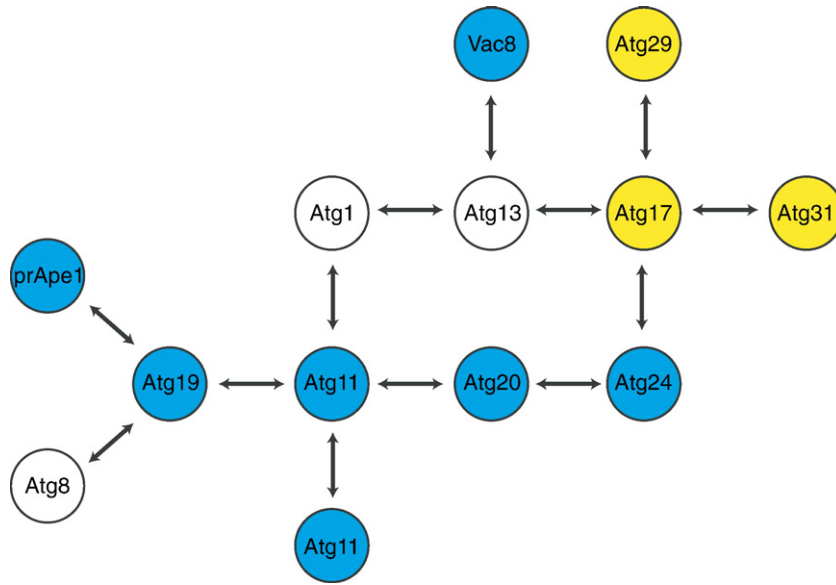 Vac8
Atg29
Atg1
Atg13
Atg17
Atg31
prApe1
Atg19
Atg11
Atg20
Atg24
Atg8
Atg11